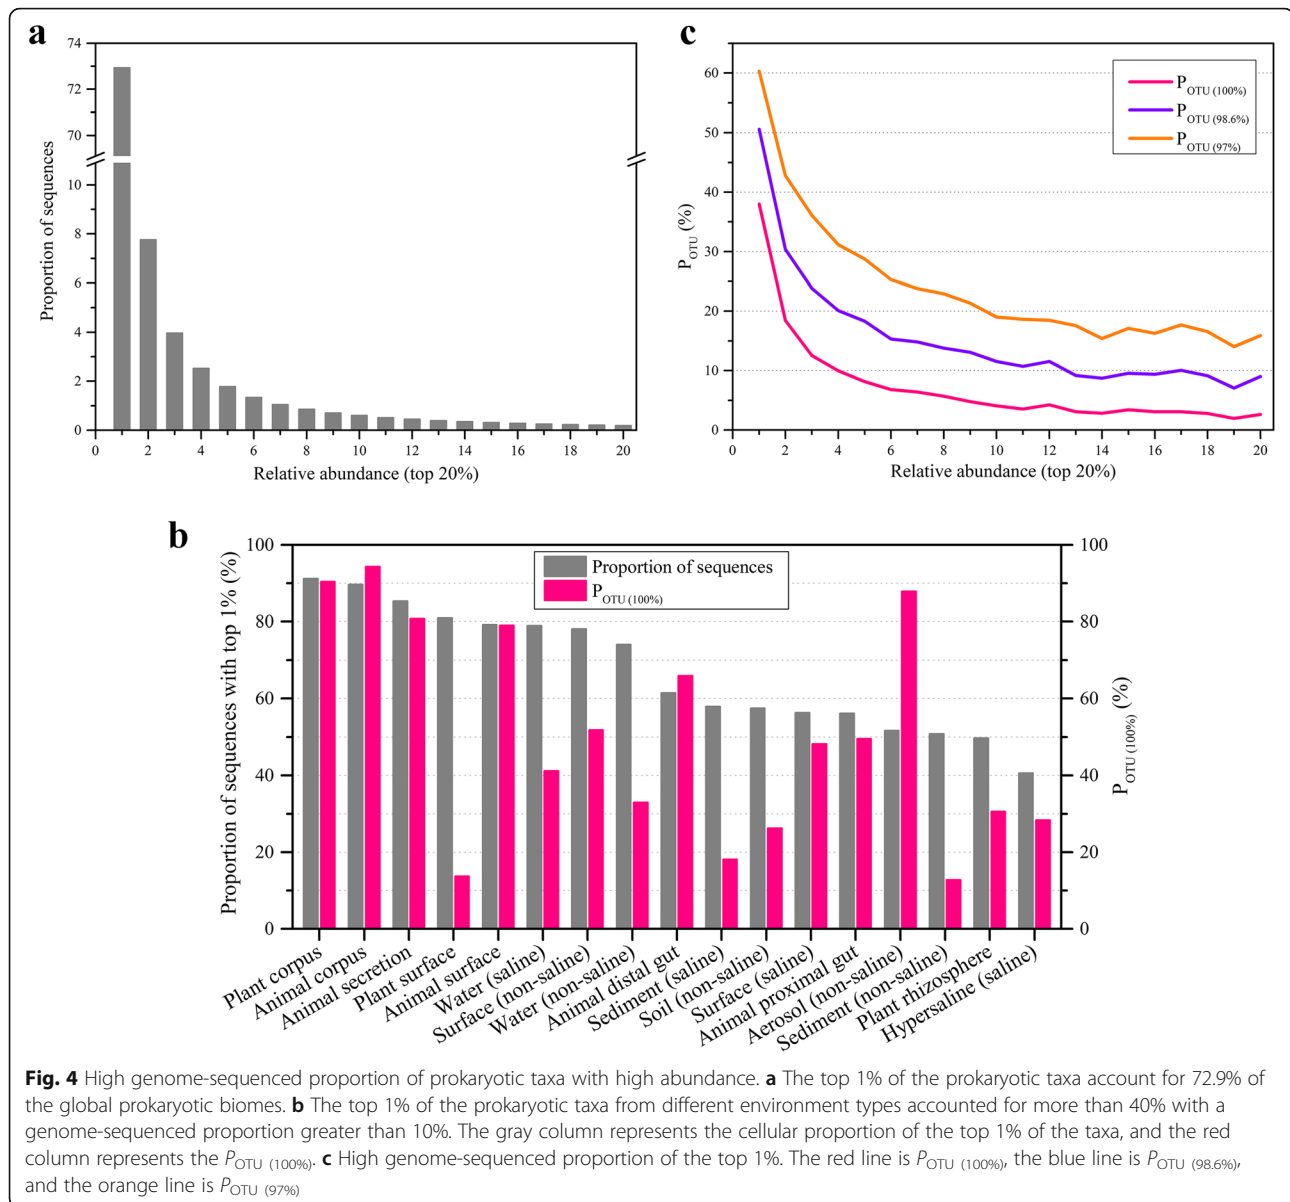 a
74
72
70
10
8
6
4
2
0
Proportion of sequences
0 2 4 6 8 10 12 14 16 18 20
Relative abundance (top 20%)
c
60
50
40
30
20
10
0
P OTU (%)
0 2 4 6 8 10 12 14 16 18 20
Relative abundance (top 20%)
P OTU (100%)
P OTU (98.6%)
P OTU (97%)
b
100
80
60
40
20
0
Proportion of sequences with top 1% (%)
Proportion of sequences
P OTU (100%)
100
80
60
40
20
0
P OTU (100%) (%)
Plant corpus
Animal corpus
Animal secretion
Plant surface
Animal surface
Water (saline)
Surface (non-saline)
Water (non-saline)
Animal distal gut
Sediment (saline)
Soil (non-saline)
Surface (saline)
Animal proximal gut
Aerosol (non-saline)
Sediment (non-saline)
Plant rhizosphere
Hypersaline (saline)
Fig. 4 High genome-sequenced proportion of prokaryotic taxa with high abundance. a The top 1% of the prokaryotic taxa account for 72.9% of
the global prokaryotic biomes. b The top 1% of the prokaryotic taxa from different environment types accounted for more than 40% with a
genome-sequenced proportion greater than 10%. The gray column represents the cellular proportion of the top 1% of the taxa, and the red
column represents the P OTU (100%). c High genome-sequenced proportion of the top 1%. The red line is P OTU (100%), the blue line is P OTU (98.6%),
and the orange line is P OTU (97%)